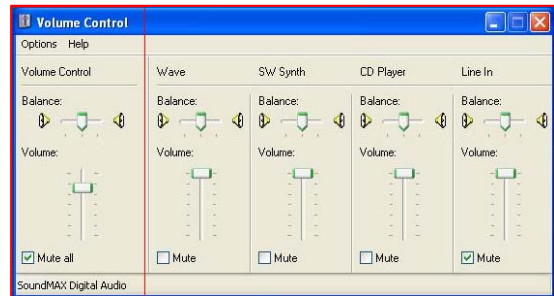 Volume Control
Options Help
Volume Control Wave SW Synth CD Player Line In
Balance: Balance: Balance: Balance: Balance:
Volume: Volume: Volume: Volume: Volume:
Mute all Mute Mute Mute Mute
SoundMAX Digital Audio